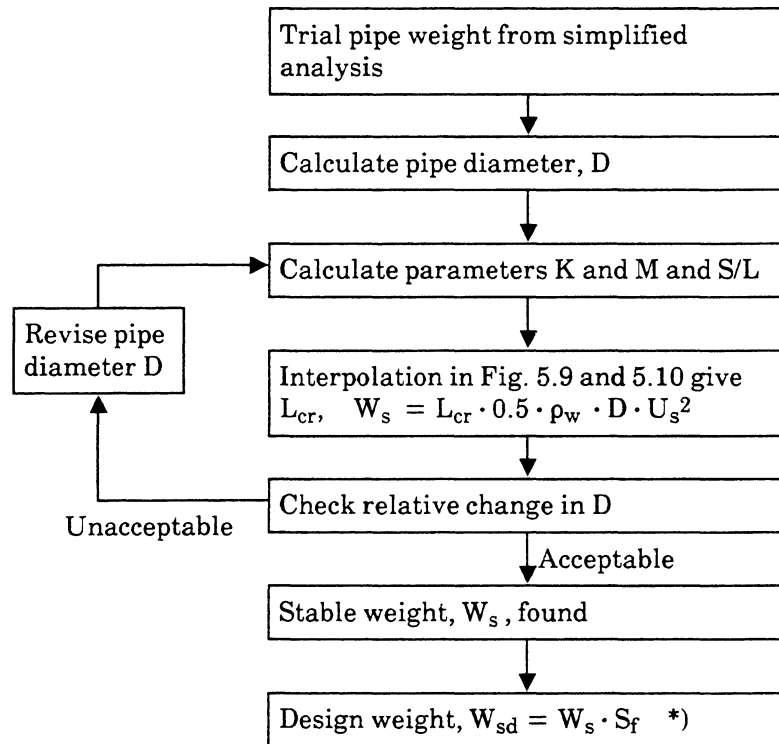 Trial pipe weight from simplified
analysis
Calculate pipe diameter, D
Calculate parameters K and M and S/L
Revise pipe
diameter D
Interpolation in Fig. 5.9 and 5.10 give
L_cr, W_s = L_cr · 0.5 · ρ_w · D · U_s²
Check relative change in D
Unacceptable
Acceptable
Stable weight, W_s , found
Design weight, W_sd = W_s · S_f *)